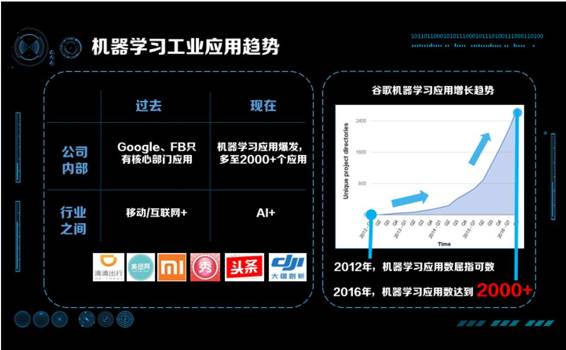 机器学习工业应用趋势
1011011000101011100010110100111000110100
过去
现在
公司
内部
Google、FB只
有核心部门应用
机器学习应用爆发，
多至2000+个应用
行业
之间
移动/互联网+
AI+
滴滴出行
美团网
MI
秀
头条
DJI
大疆创新
谷歌机器学习应用增长趋势
Unique project directories
2400
1600
800
Time
2012年，机器学习应用数屈指可数
2016年，机器学习应用数达到 2000+